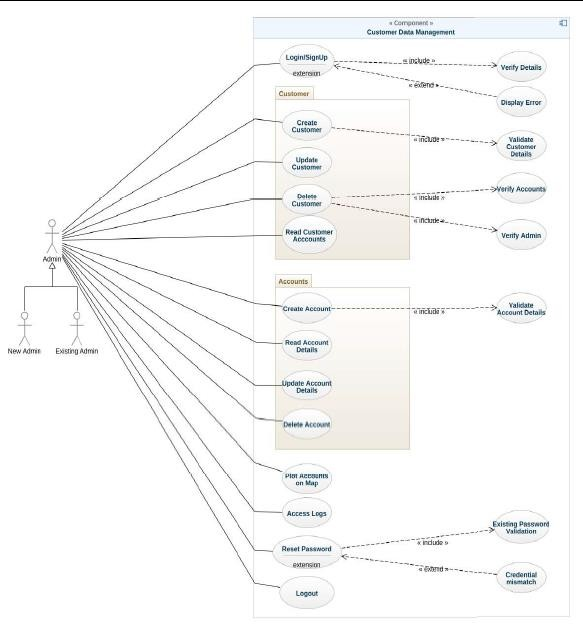 « Component »
Customer Data Management
Login/SignUp
extension
« include »
Verify Details
« extend »
Display Error
Customer
Create
Customer
« include »
Validate
Customer
Details
Update
Customer
Delete
Customer
« include »
Verify Accounts
« include »
Verify Admin
Read Customer
Acccounts
Admin
New Admin
Existing Admin
Accounts
Create Account
« include »
Validate
Account Details
Read Account
Details
Update Account
Details
Delete Account
Plot Accounts
on Map
Access Logs
Reset Password
extension
« include »
Existing Password
Validation
« extend »
Credential
mismatch
Logout